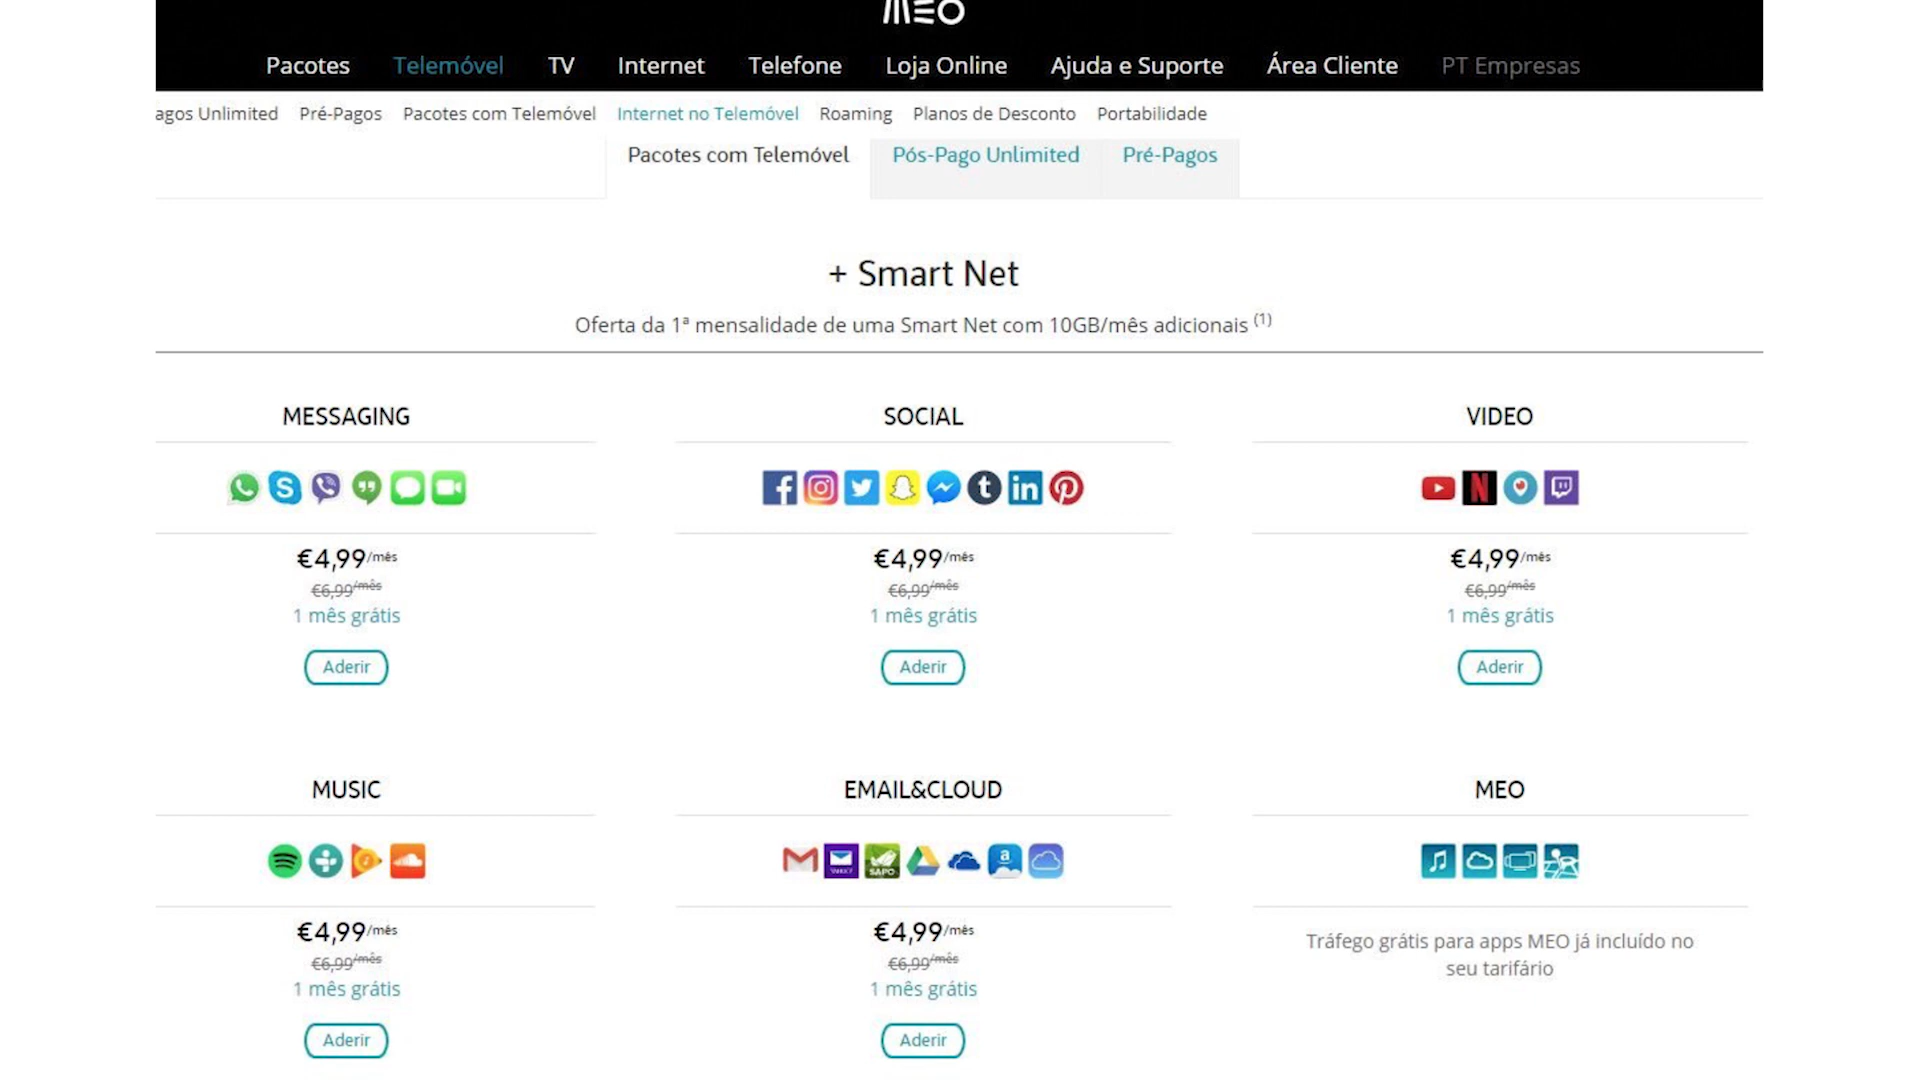 MEO
Pacotes Telemóvel TV Internet Telefone Loja Online Ajuda e Suporte Área Cliente PT Empresas
agos Unlimited Pré-Pagos Pacotes com Telemóvel Internet no Telemóvel Roaming Planos de Desconto Portabilidade
Pacotes com Telemóvel Pós-Pago Unlimited Pré-Pagos
+ Smart Net
Oferta da 1ª mensalidade de uma Smart Net com 10GB/mês adicionais (1)
MESSAGING SOCIAL VIDEO
€4,99/mês €4,99/mês €4,99/mês
€6,99/mês €6,99/mês €6,99/mês
1 mês grátis 1 mês grátis 1 mês grátis
Aderir Aderir Aderir
MUSIC EMAIL&CLOUD MEO
YAHOO! SAPO
€4,99/mês €4,99/mês Tráfego grátis para apps MEO já incluído no
seu tarifário
€6,99/mês €6,99/mês
1 mês grátis 1 mês grátis
Aderir Aderir